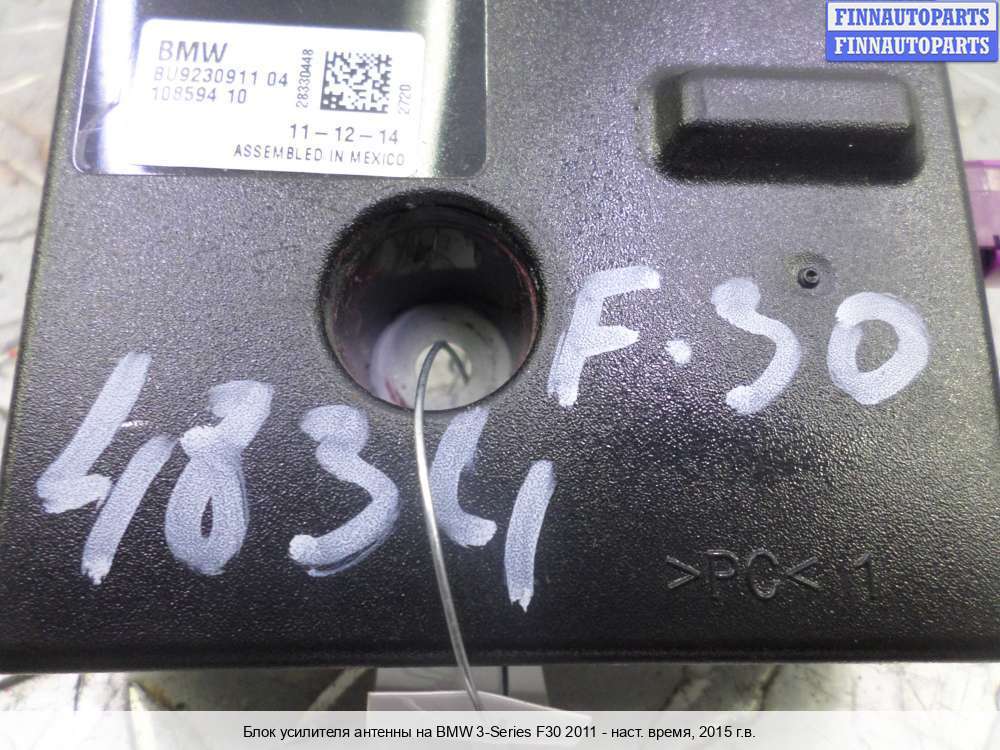 FINNAUTOPARTS
FINNAUTOPARTS
BMW
BU9230911 04
108594 10
28330448
2720
11-12-14
ASSEMBLED IN MEXICO
F.30
4834
>PC< 1
Блок усилителя антенны на BMW 3-Series F30 2011 - наст. время, 2015 г.в.